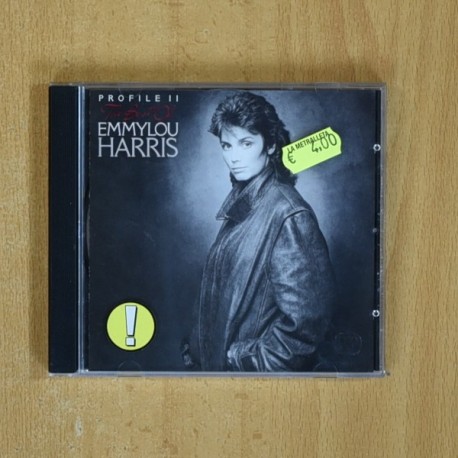 PROFILE II
EMMYLOU
HARRIS
LA METRALLETA
€ 4,00
!